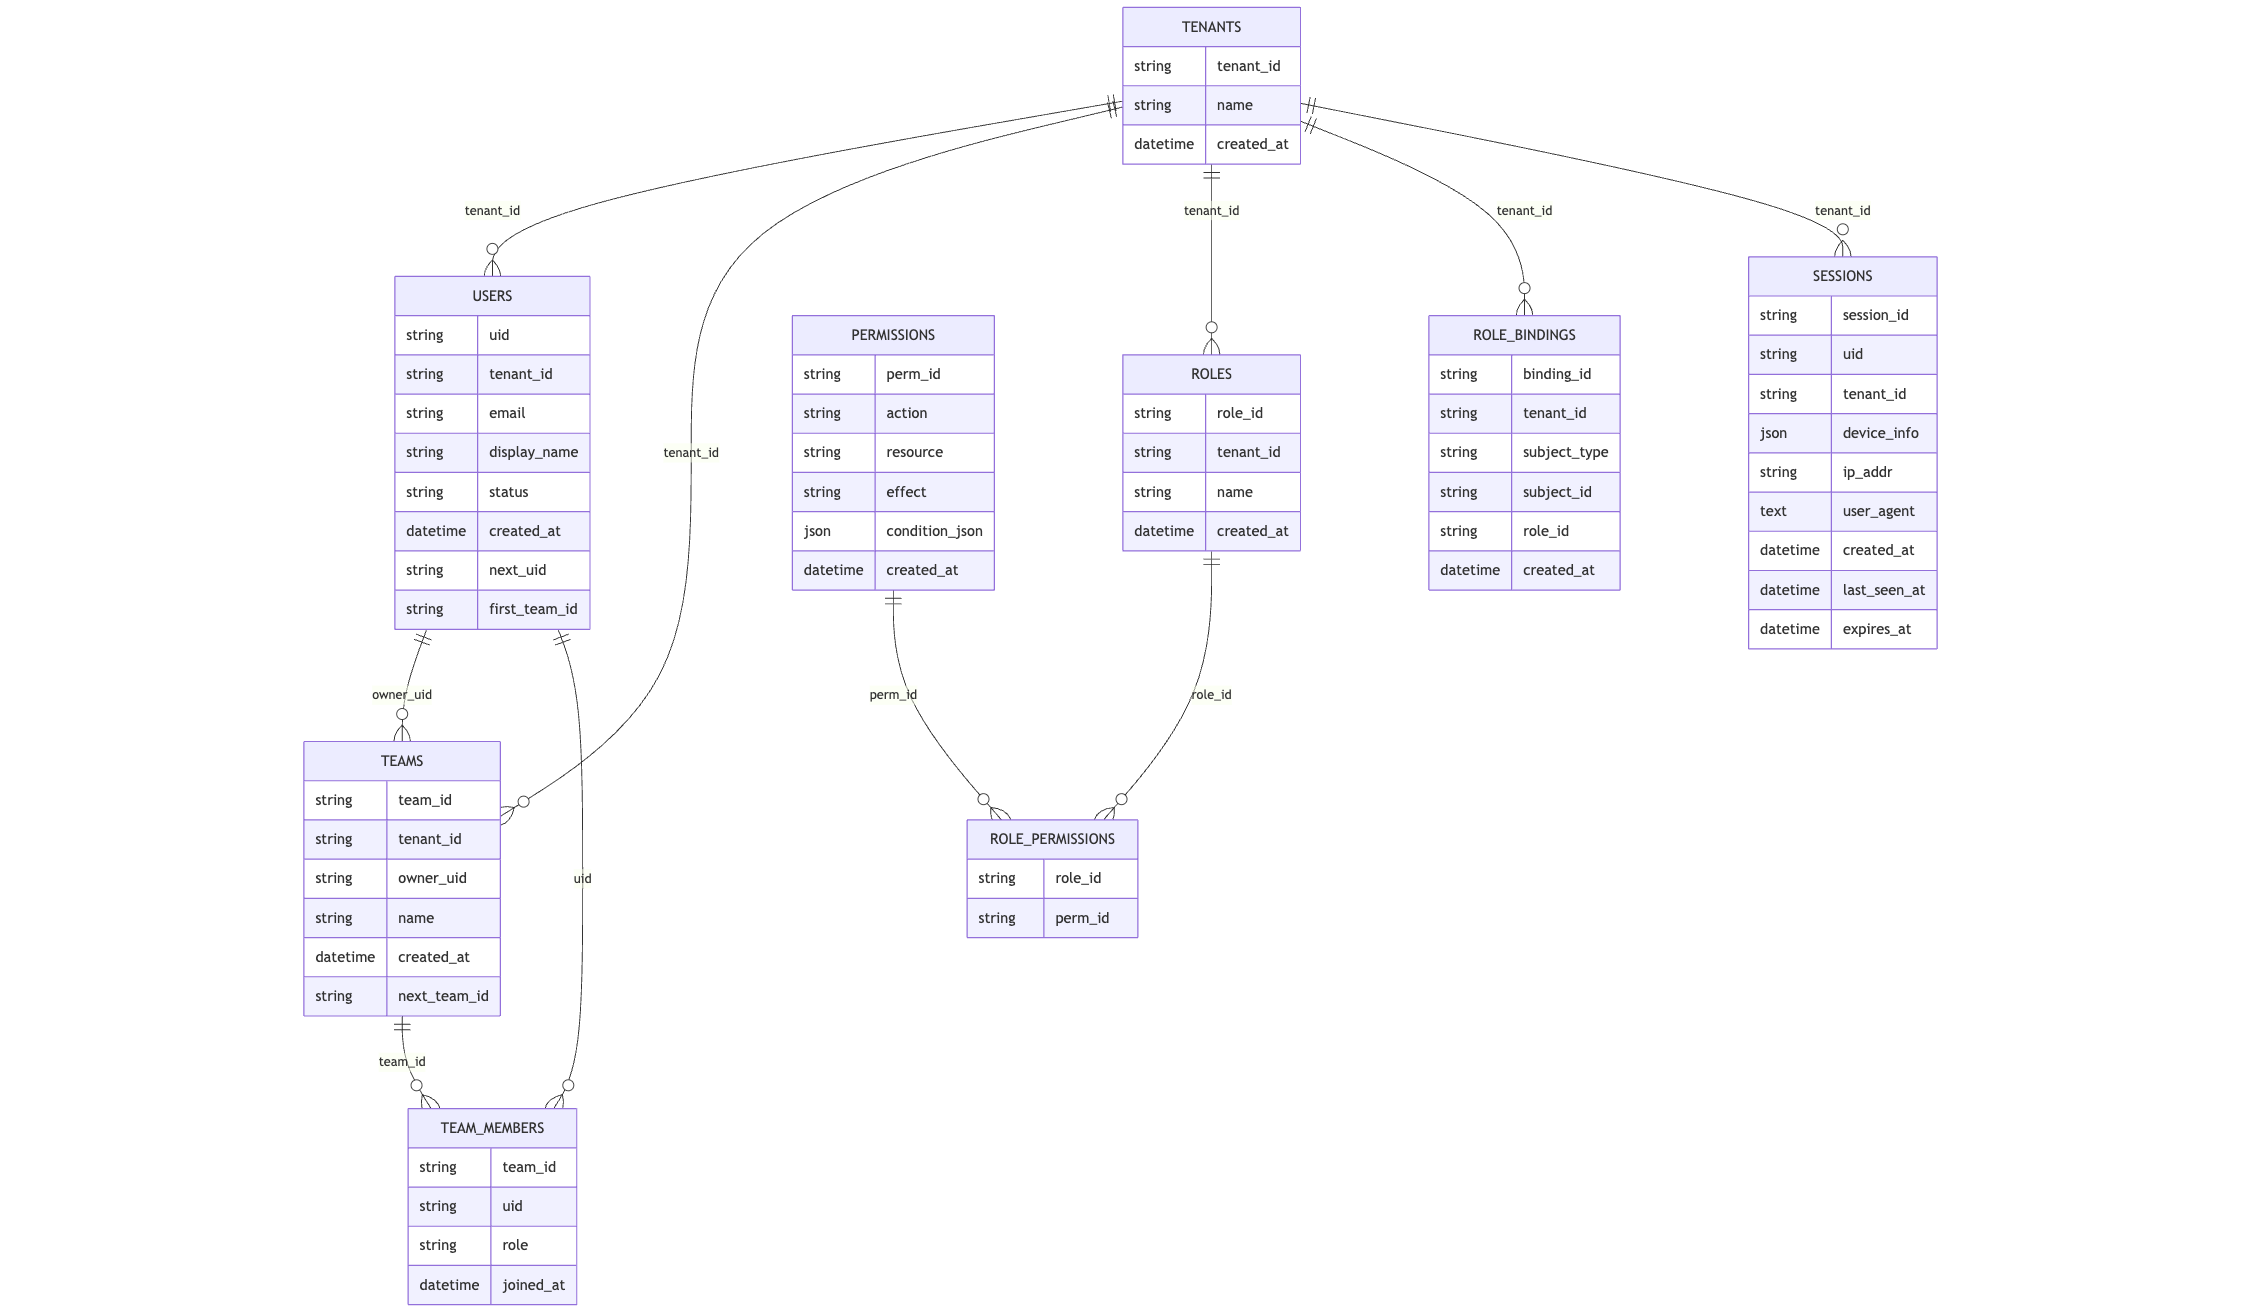 TENANTS
string tenant_id
string name
datetime created_at
tenant_id
tenant_id
tenant_id
tenant_id
tenant_id
USERS
string uid
string tenant_id
string email
string display_name
string status
datetime created_at
string next_uid
string first_team_id
PERMISSIONS
string perm_id
string action
string resource
string effect
json condition_json
datetime created_at
ROLES
string role_id
string tenant_id
string name
datetime created_at
ROLE_BINDINGS
string binding_id
string tenant_id
string subject_type
string subject_id
string role_id
datetime created_at
SESSIONS
string session_id
string uid
string tenant_id
json device_info
string ip_addr
text user_agent
datetime created_at
datetime last_seen_at
datetime expires_at
owner_uid
perm_id
role_id
TEAMS
string team_id
string tenant_id
string owner_uid
string name
datetime created_at
string next_team_id
uid
ROLE_PERMISSIONS
string role_id
string perm_id
team_id
TEAM_MEMBERS
string team_id
string uid
string role
datetime joined_at